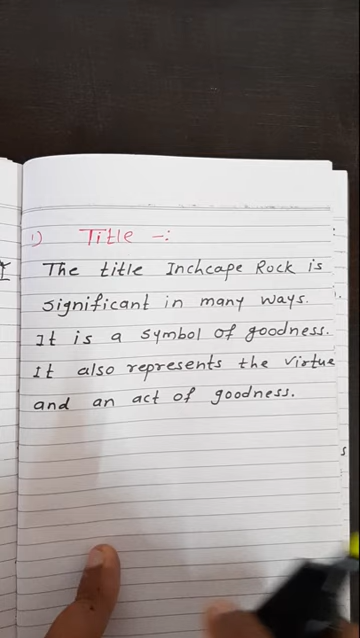 1) Title -:
The title Inchcape Rock is
significant in many ways.
It is a symbol of goodness.
It also represents the virtue
and an act of goodness.